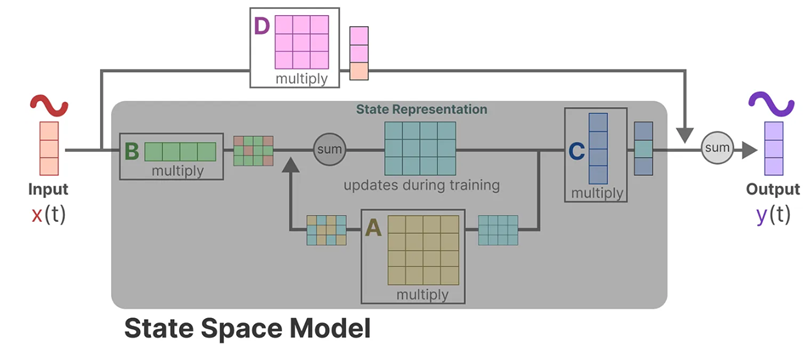 D
multiply
State Representation
B
multiply
sum
updates during training
C
multiply
sum
Input
x(t)
Output
y(t)
A
multiply
State Space Model